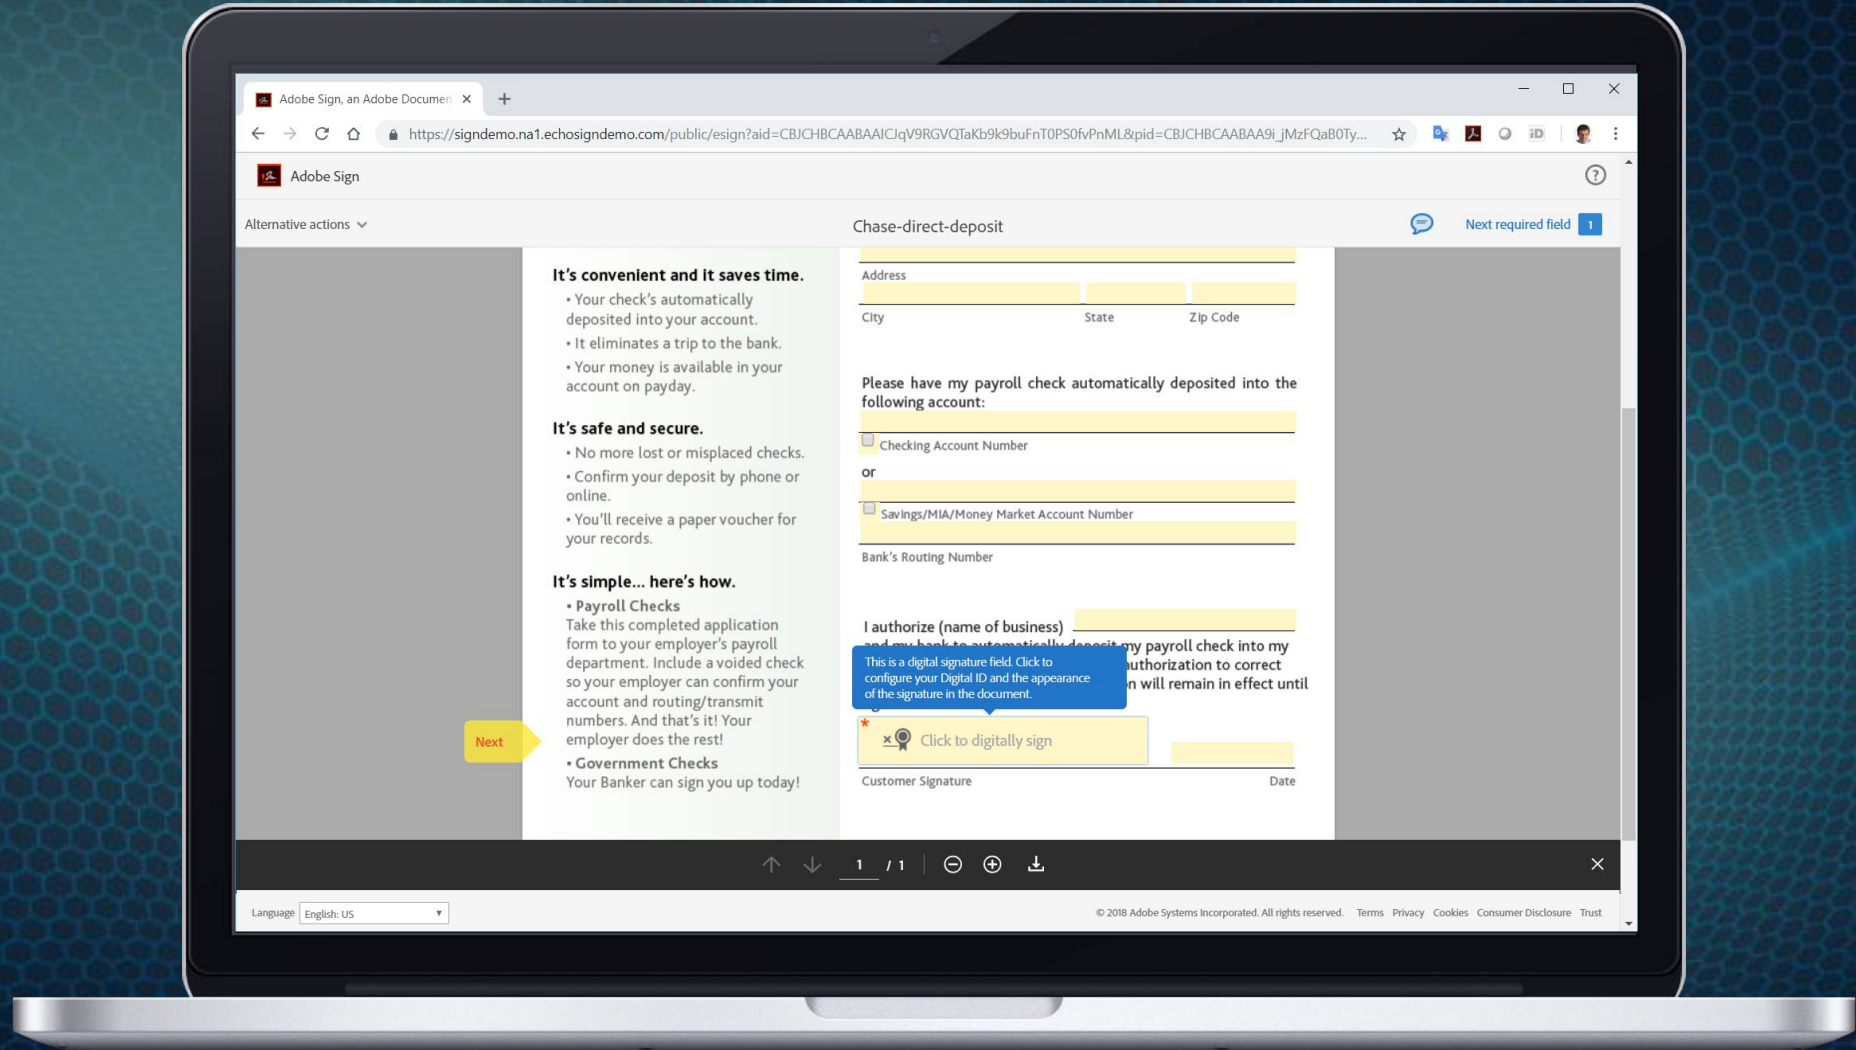 Adobe Sign, an Adobe Documen
https://signdemo.na1.echosigndemo.com/public/esign?aid=CBJCHBCAABAAICJqV9RGVQTaKb9k9buFnT0PS0fvPnML&pid=CBJCHBCAABAA9i_jMzFQaB0Ty...
Adobe Sign
Alternative actions
Chase-direct-deposit
Next required field 1
It's convenient and it saves time.
• Your check's automatically
deposited into your account.
• It eliminates a trip to the bank.
• Your money is available in your
account on payday.
It's safe and secure.
• No more lost or misplaced checks.
• Confirm your deposit by phone or
online.
• You'll receive a paper voucher for
your records.
It's simple... here's how.
• Payroll Checks
Take this completed application
form to your employer's payroll
department. Include a voided check
so your employer can confirm your
account and routing/transmit
numbers. And that's it! Your
employer does the rest!
• Government Checks
Your Banker can sign you up today!
Next
Address
City State Zip Code
Please have my payroll check automatically deposited into the
following account:
Checking Account Number
or
Savings/MIA/Money Market Account Number
Bank's Routing Number
I authorize (name of business)
and my bank to automatically deposit my payroll check into my
authorization to correct
n will remain in effect until
This is a digital signature field. Click to
configure your Digital ID and the appearance
of the signature in the document.
* Click to digitally sign
Customer Signature Date
1 / 1
Language English: US
© 2018 Adobe Systems Incorporated. All rights reserved. Terms Privacy Cookies Consumer Disclosure Trust